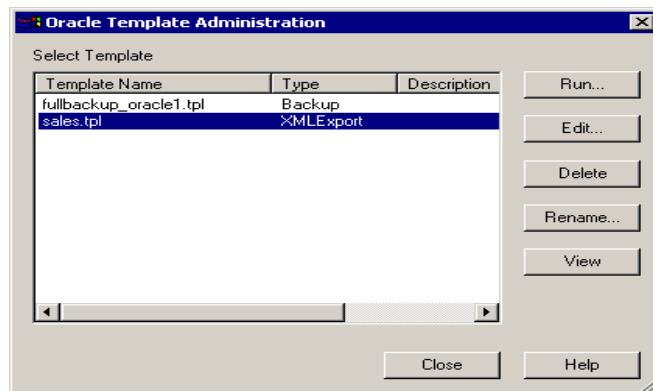 Oracle Template Administration
Select Template
Template Name Type Description
fullbackup_oracle1.tpl Backup
sales.tpl XMLExport
Run...
Edit...
Delete
Rename...
View
Close Help